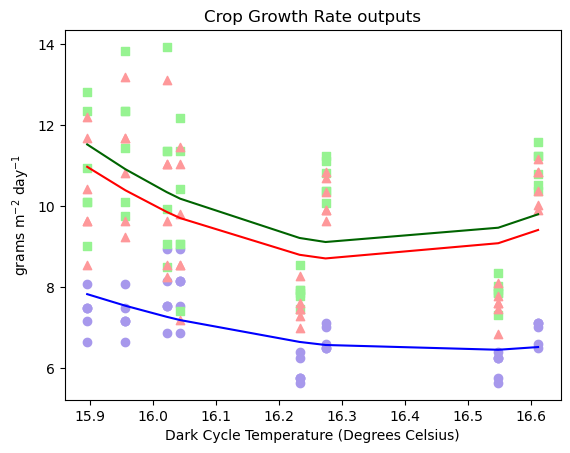 Crop Growth Rate outputs
14
12
10
8
6
grams m⁻² day⁻¹
15.9 16.0 16.1 16.2 16.3 16.4 16.5 16.6
Dark Cycle Temperature (Degrees Celsius)